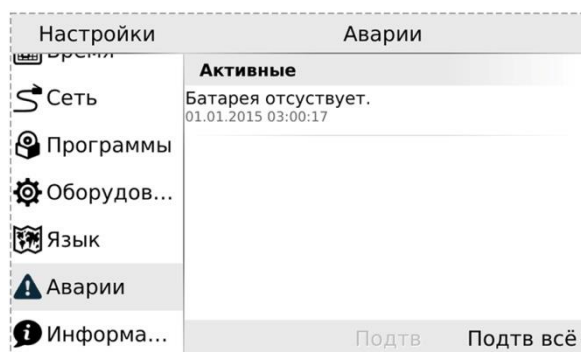 Настройки
Аварии
Время
Активные
Сеть
Батарея отсуствует.
01.01.2015 03:00:17
Программы
Оборудов...
Язык
Аварии
Информа...
Подтв
Подтв всё